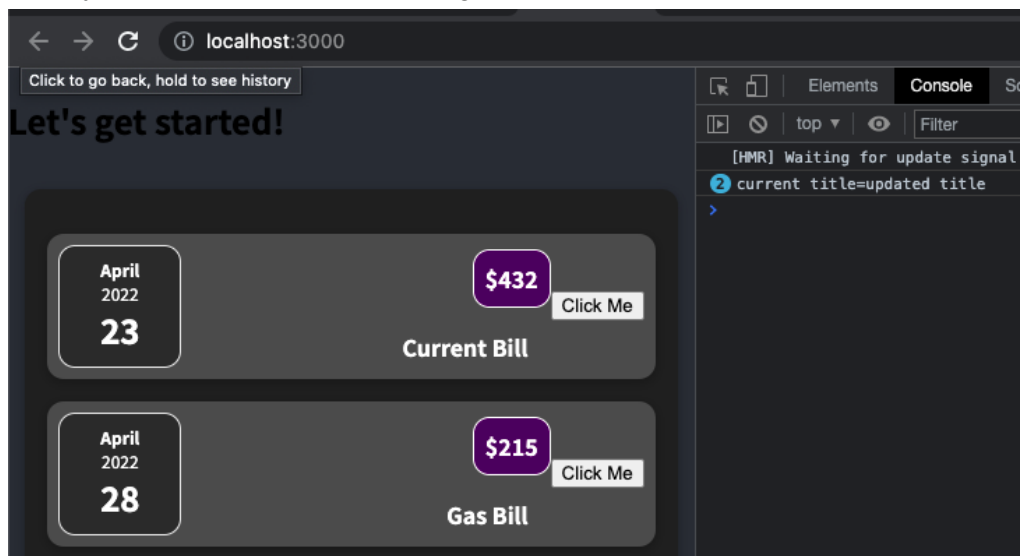 localhost:3000
Click to go back, hold to see history
Let's get started!
Elements Console
top ▼ Filter
[HMR] Waiting for update signal
2 current title=updated title
>
April
2022
23
$432
Click Me
Current Bill
April
2022
28
$215
Click Me
Gas Bill